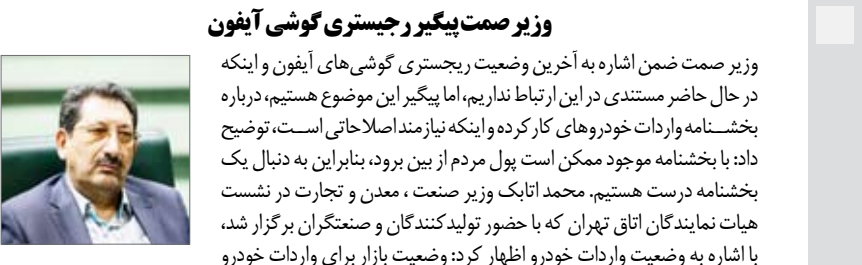 وزیر صمت پیگیر رجیستری گوشی آیفون
وزیر صمت ضمن اشاره به آخرین وضعیت ریجستری گوشی‌های آیفون و اینکه
در حال حاضر مستندی در این ارتباط نداریم، اما پیگیر این موضوع هستیم، درباره
بخشنامه واردات خودروهای کار کرده و اینکه نیازمند اصلاحاتی است، توضیح
داد: با بخشنامه موجود ممکن است پول مردم از بین برود، بنابراین به دنبال یک
بخشنامه درست هستیم. محمد اتابک وزیر صنعت ، معدن و تجارت در نشست
هیات نمایندگان اتاق تهران که با حضور تولیدکنندگان و صنعتگران برگزار شد،
با اشاره به وضعیت واردات خودرو اظهار کرد: وضعیت بازار برای واردات خودرو